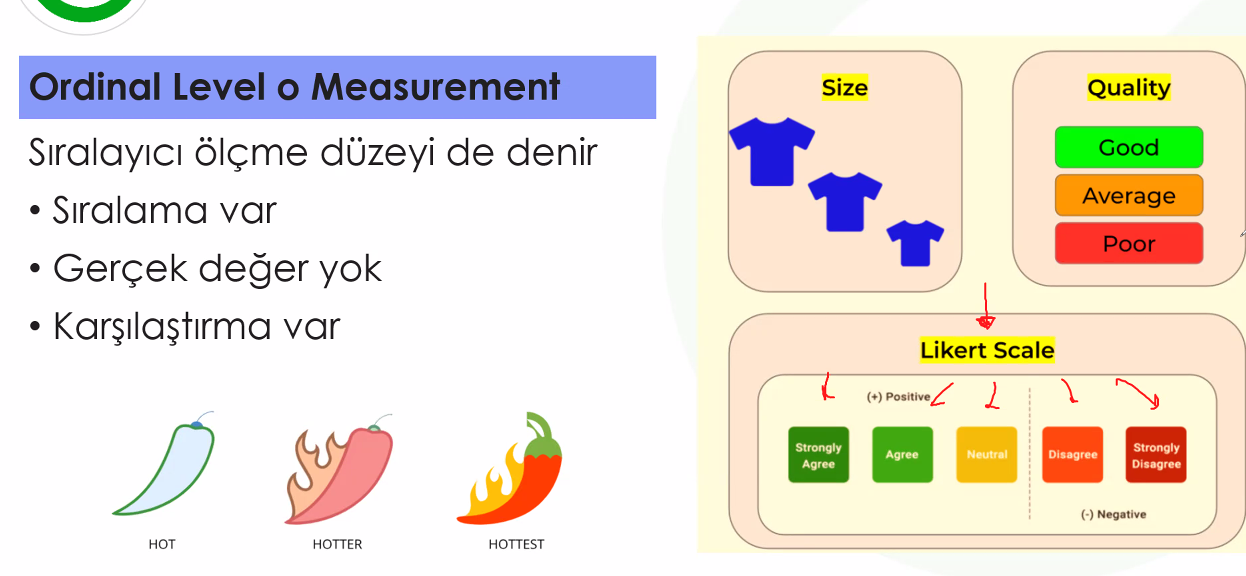 Ordinal Level o Measurement
Sıralayıcı ölçme düzeyi de denir
• Sıralama var
• Gerçek değer yok
• Karşılaştırma var
HOT
HOTTER
HOTTEST
Size
Quality
Good
Average
Poor
Likert Scale
(+) Positive
Strongly
Agree
Agree
Neutral
Disagree
Strongly
Disagree
(-) Negative